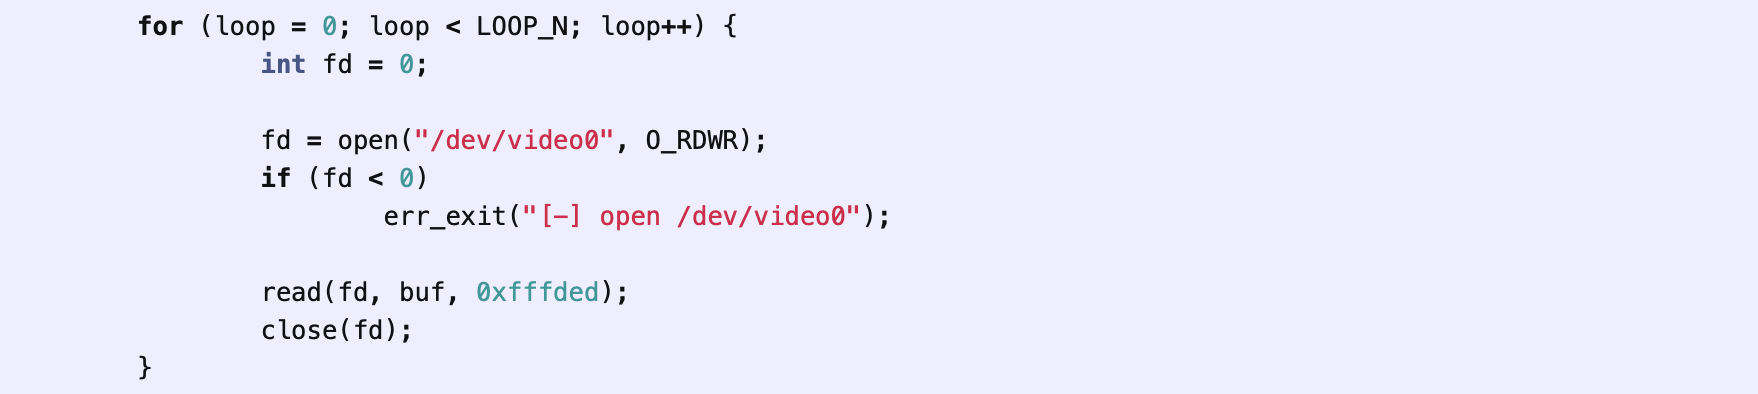 for (loop = 0; loop < LOOP_N; loop++) {
int fd = 0;
fd = open("/dev/video0", O_RDWR);
if (fd < 0)
err_exit("[-] open /dev/video0");
read(fd, buf, 0xfffded);
close(fd);
}